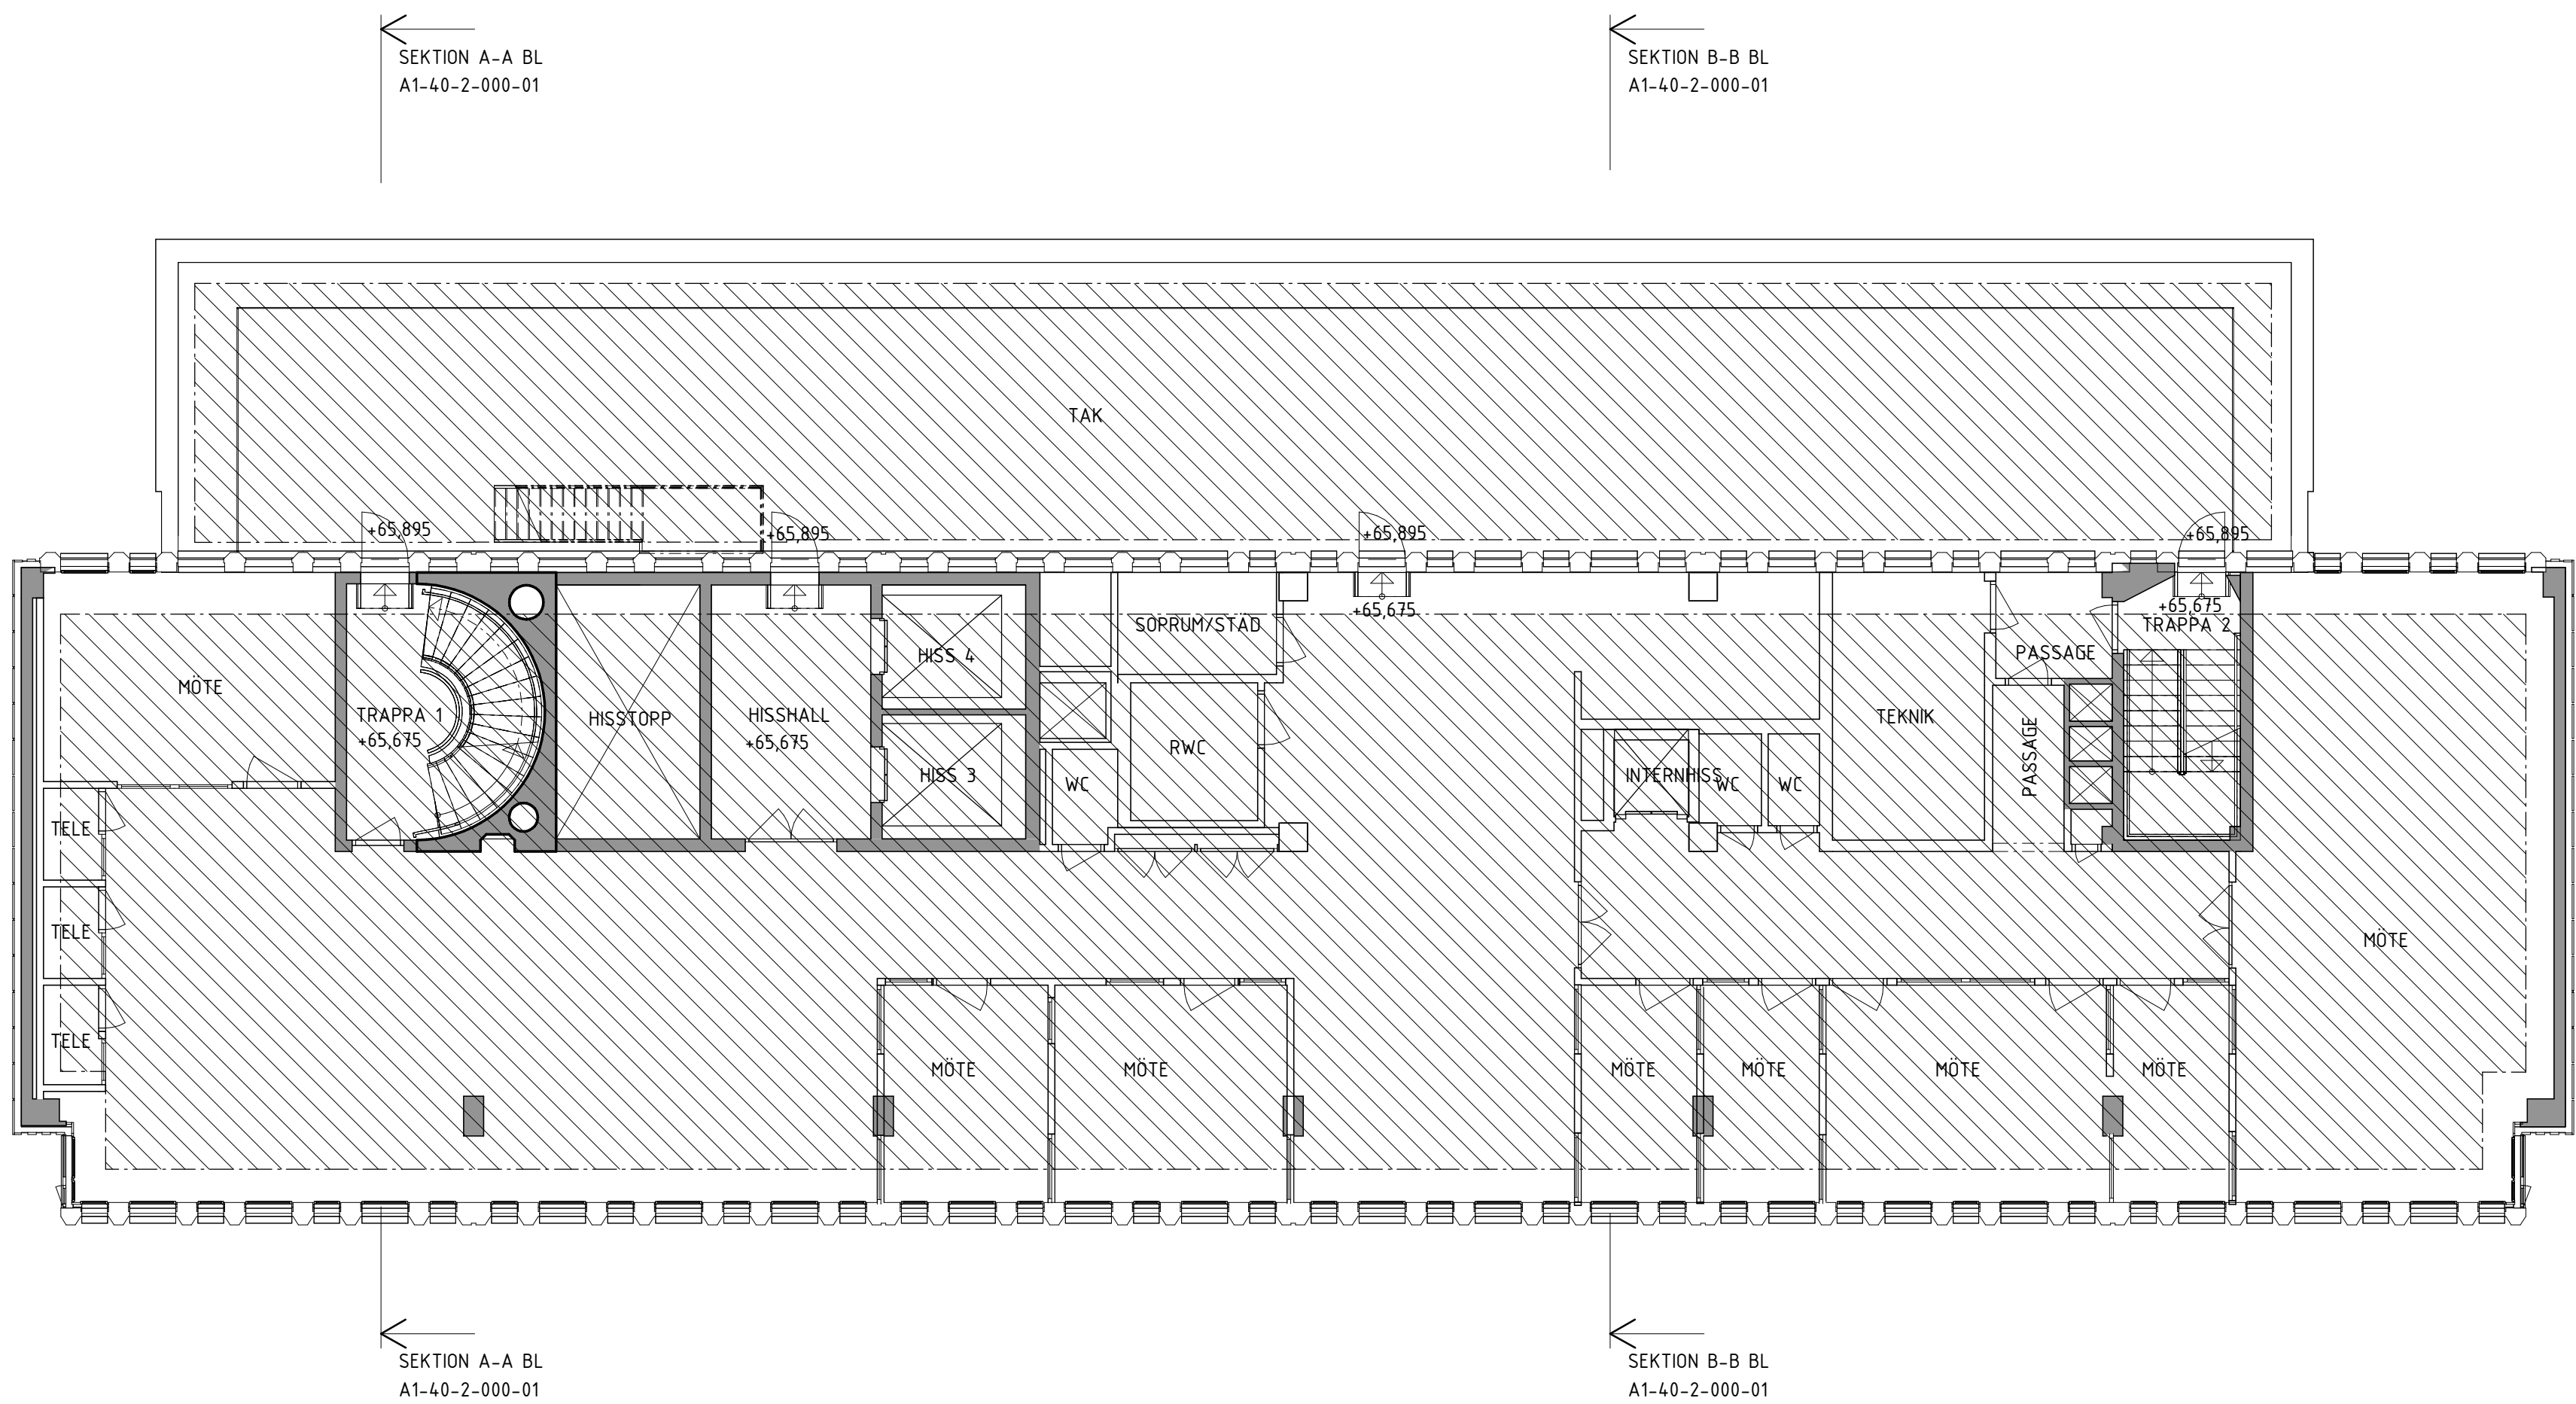 SEKTION A-A BL
A1-40-2-000-01
SEKTION B-B BL
A1-40-2-000-01
TAK
+65,895
+65,895
+65,895
+65,895
+65,675
+65,675
TRAPPA 2
SOPRUM/STÄD
PASSAGE
HISS 4
MÖTE
TRAPPA 1
+65,675
HISSTOPP
HISSHALL
+65,675
TEKNIK
RWC
PASSAGE
HISS 3
WC
INTERNHISS
WC
WC
TELE
TELE
MÖTE
TELE
MÖTE
MÖTE
MÖTE
MÖTE
MÖTE
MÖTE
SEKTION A-A BL
A1-40-2-000-01
SEKTION B-B BL
A1-40-2-000-01